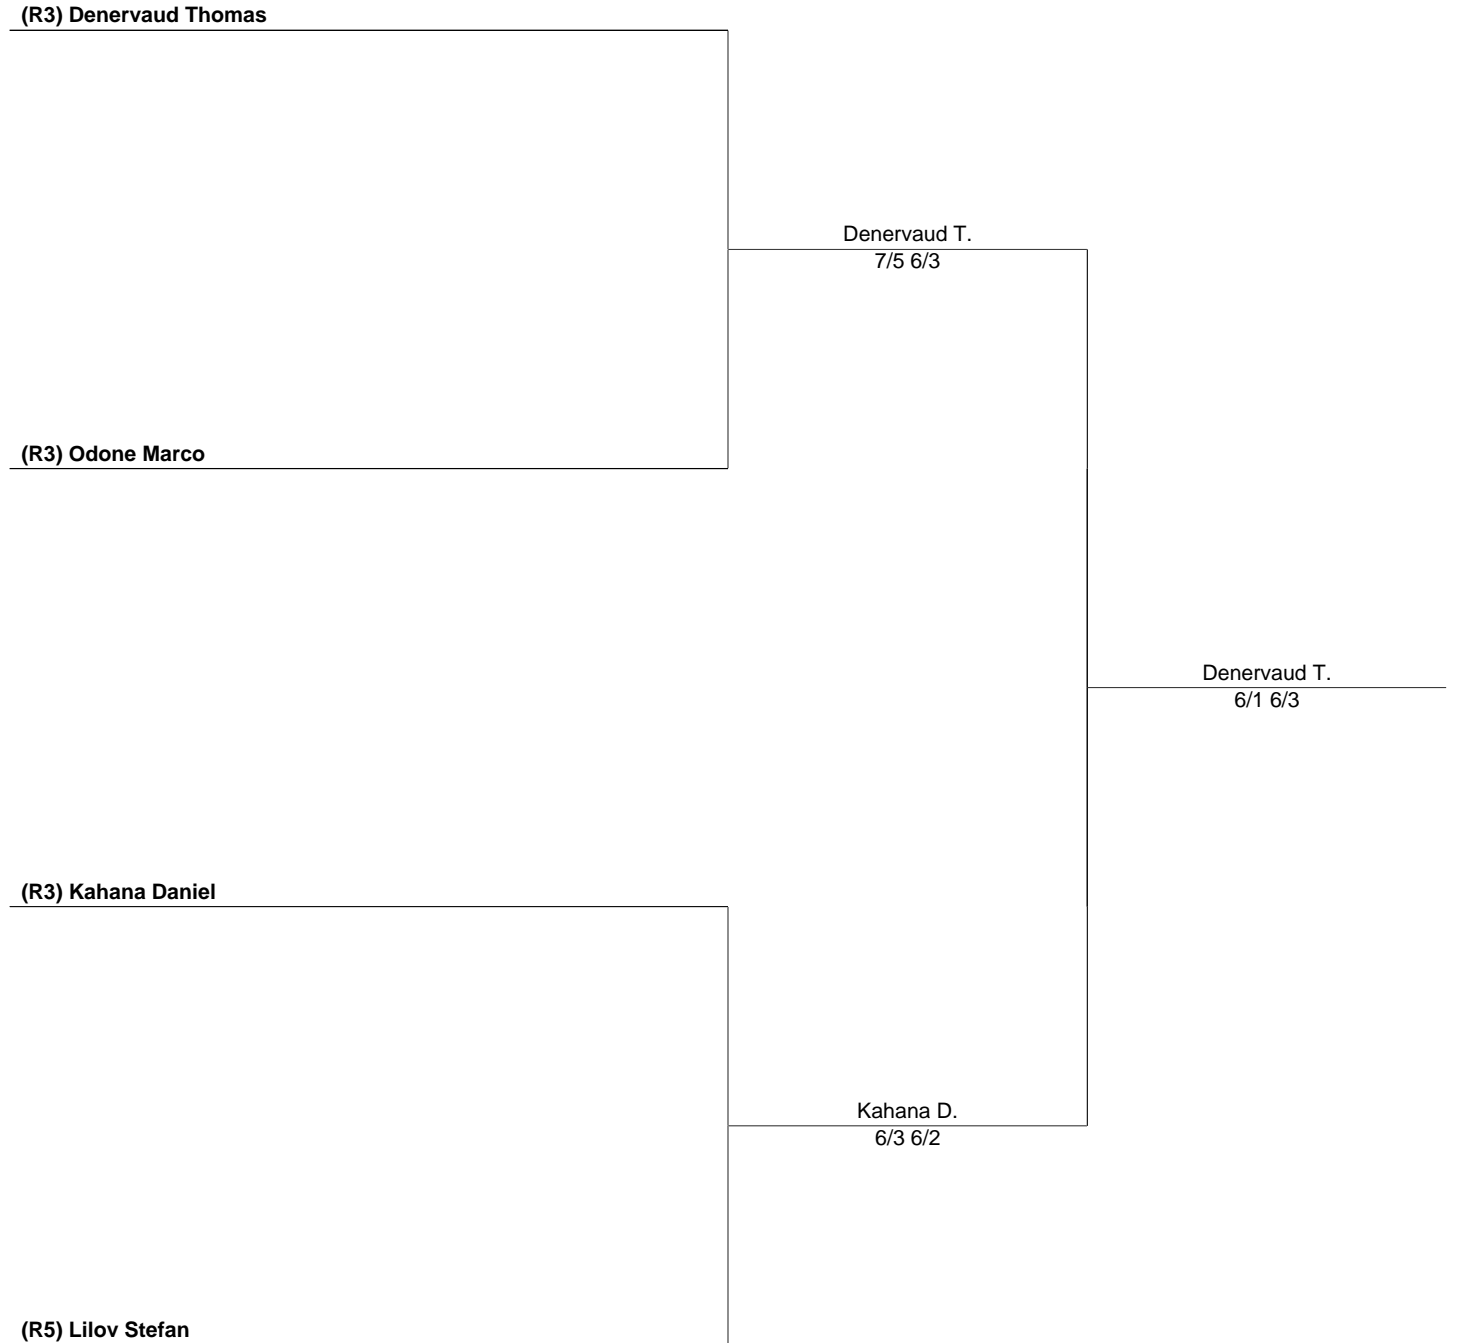 (R3) Denervaud Thomas
Denervaud T.
7/5 6/3
(R3) Odone Marco
Denervaud T.
6/1 6/3
(R3) Kahana Daniel
Kahana D.
6/3 6/2
(R5) Lilov Stefan